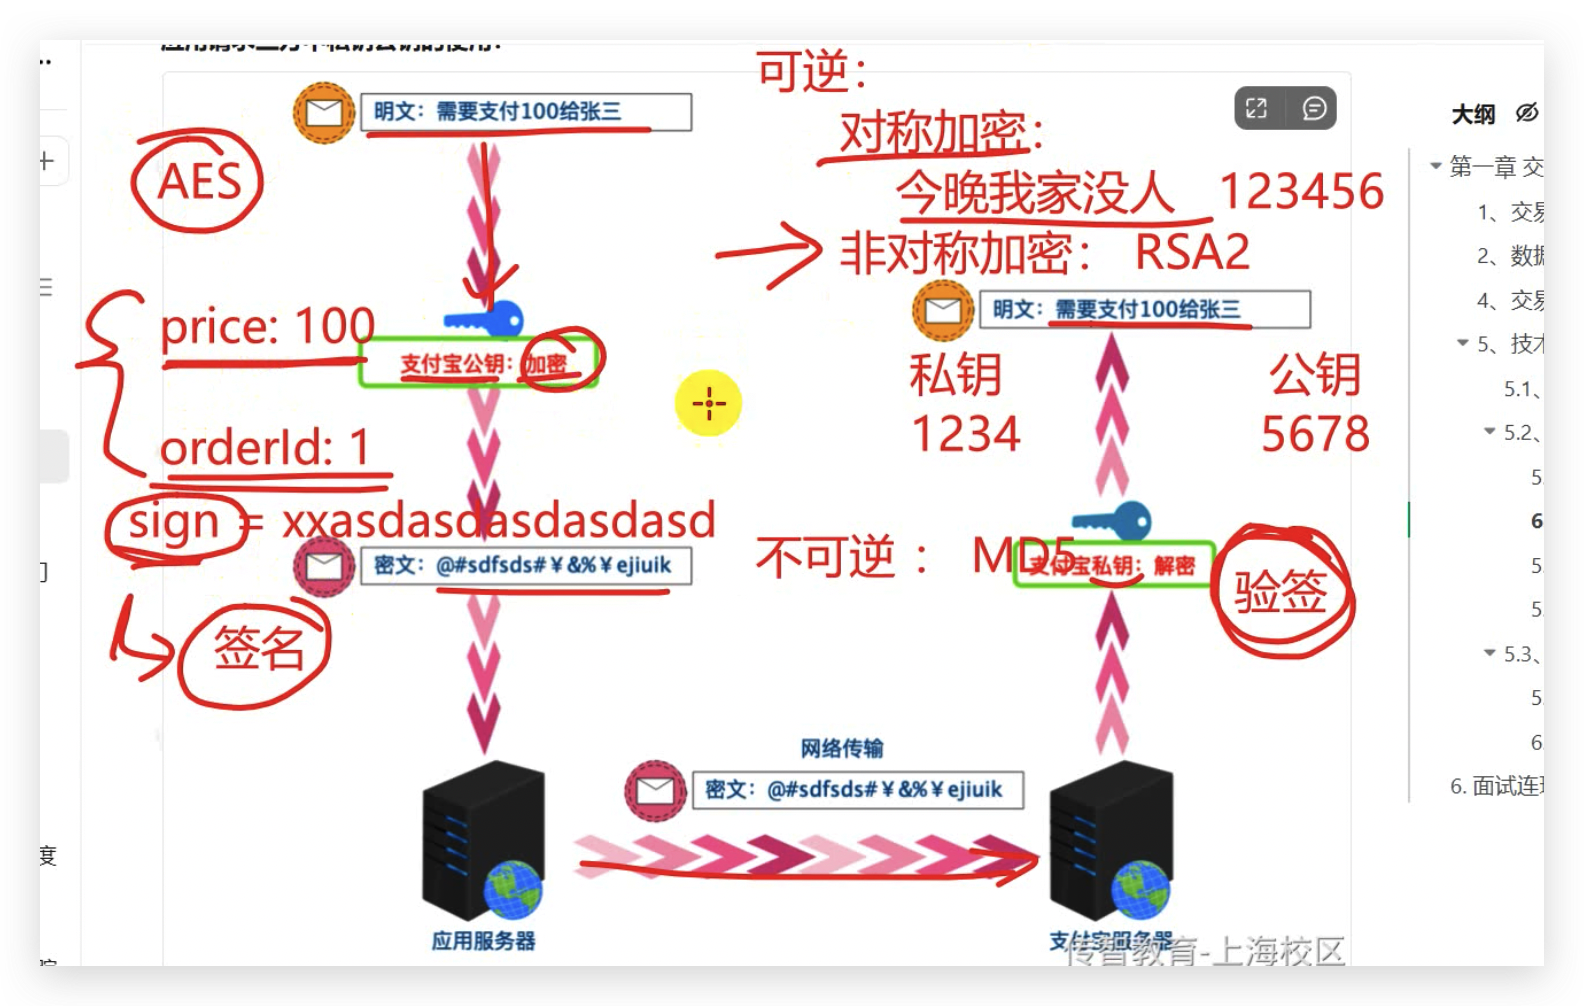 可逆：
明文：需要支付100给张三
对称加密：
大纲
AES
今晚我家没人 123456
第一章 交
1、交易
非对称加密： RSA2
2、数据
4、交易
明文：需要支付100给张三
price: 100
5、技术
支付宝公钥：加密
私钥
公钥
5.1、
1234
5678
5.2、
orderId: 1
5.
sign = xxasdasdasdasdasd
6
密文：@#sdfsds#￥&%￥ejiuik
不可逆： MD5
支付宝私钥：解密
5.
验签
5.
签名
5.3、
5.
6.
网络传输
密文：@#sdfsds#￥&%￥ejiuik
6. 面试连环
度
应用服务器
支付宝服务器
传智教育-上海校区